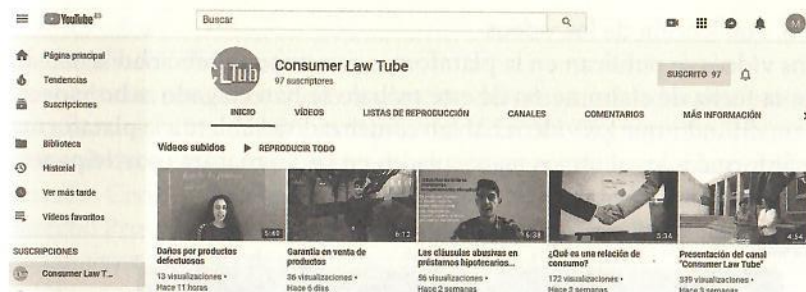 YouTube ES
Buscar
M
Página principal
Tendencias
Suscripciones
Biblioteca
Historial
Ver más tarde
Vídeos favoritos
SUSCRIPCIONES
Consumer Law T...
LTub
Consumer Law Tube
97 suscriptores
SUSCRITO 97
INICIO VÍDEOS LISTAS DE REPRODUCCIÓN CANALES COMENTARIOS MÁS INFORMACIÓN
Vídeos subidos REPRODUCIR TODO
5:40
Daños por productos
defectuosos
13 visualizaciones •
Hace 11 horas
6:12
Garantía en venta de
productos
36 visualizaciones •
Hace 6 días
5:38
Las cláusulas abusivas en
préstamos hipotecarios...
56 visualizaciones •
Hace 2 semanas
5:34
¿Qué es una relación de
consumo?
172 visualizaciones •
Hace 2 semanas
4:54
Presentación del canal
"Consumer Law Tube"
539 visualizaciones •
Hace 3 semanas